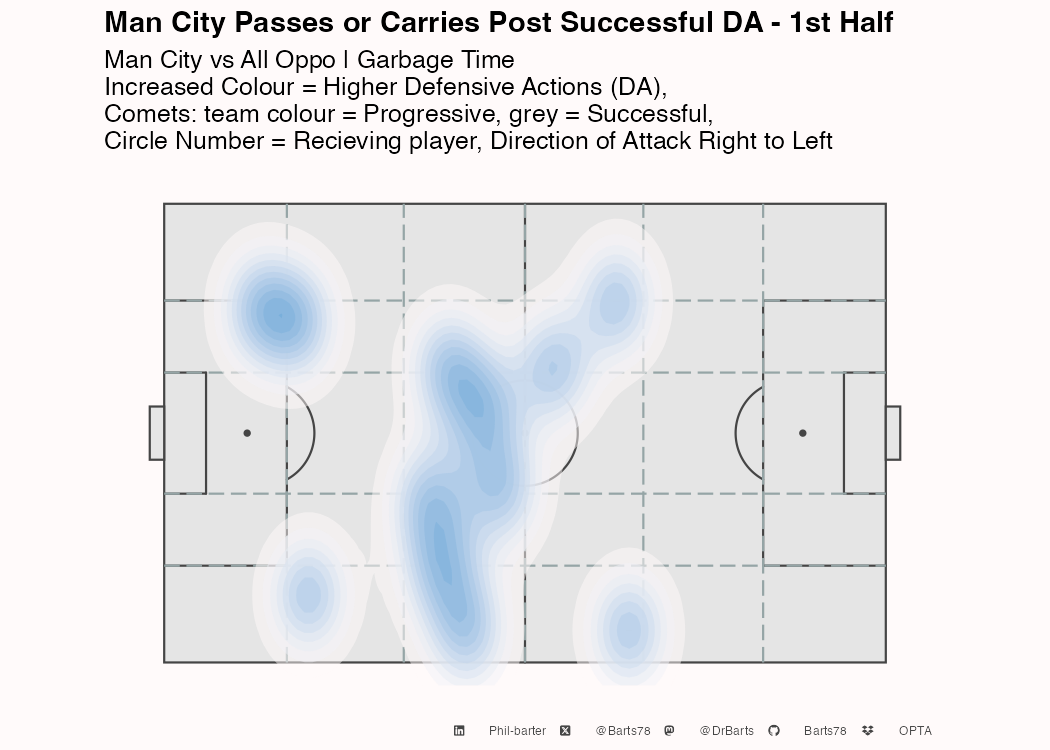 Man City Passes or Carries Post Successful DA - 1st Half
Man City vs All Oppo | Garbage Time
Increased Colour = Higher Defensive Actions (DA),
Comets: team colour = Progressive, grey = Successful,
Circle Number = Recieving player, Direction of Attack Right to Left
Phil-barter @Barts78 @DrBarts Barts78 OPTA